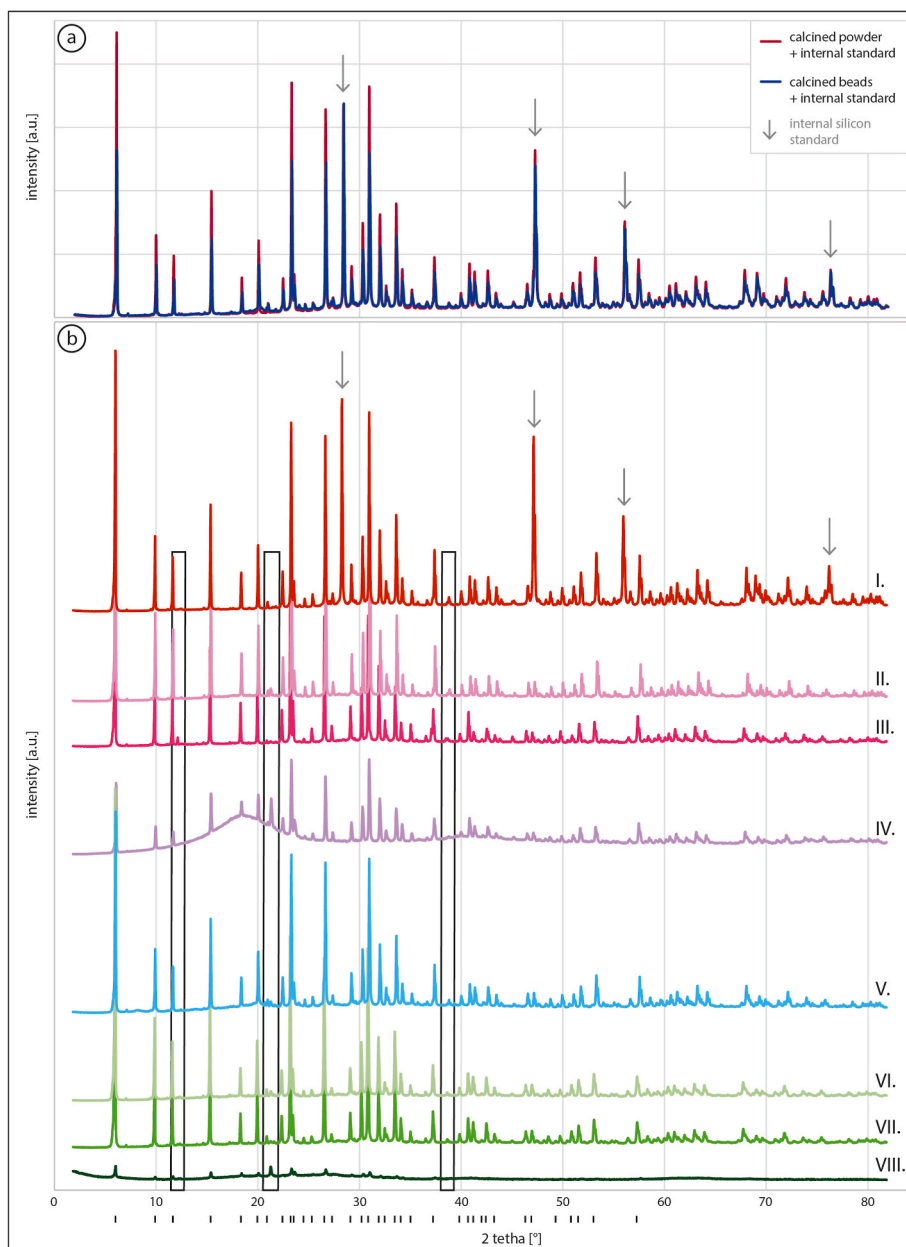 a
calcined powder
+ internal standard
calcined beads
+ internal standard
internal silicon
standard
intensity [a.u.]
b
I.
II.
III.
IV.
V.
VI.
VII.
VIII.
intensity [a.u.]
0 10 20 30 40 50 60 70 80
2 tetha [°]